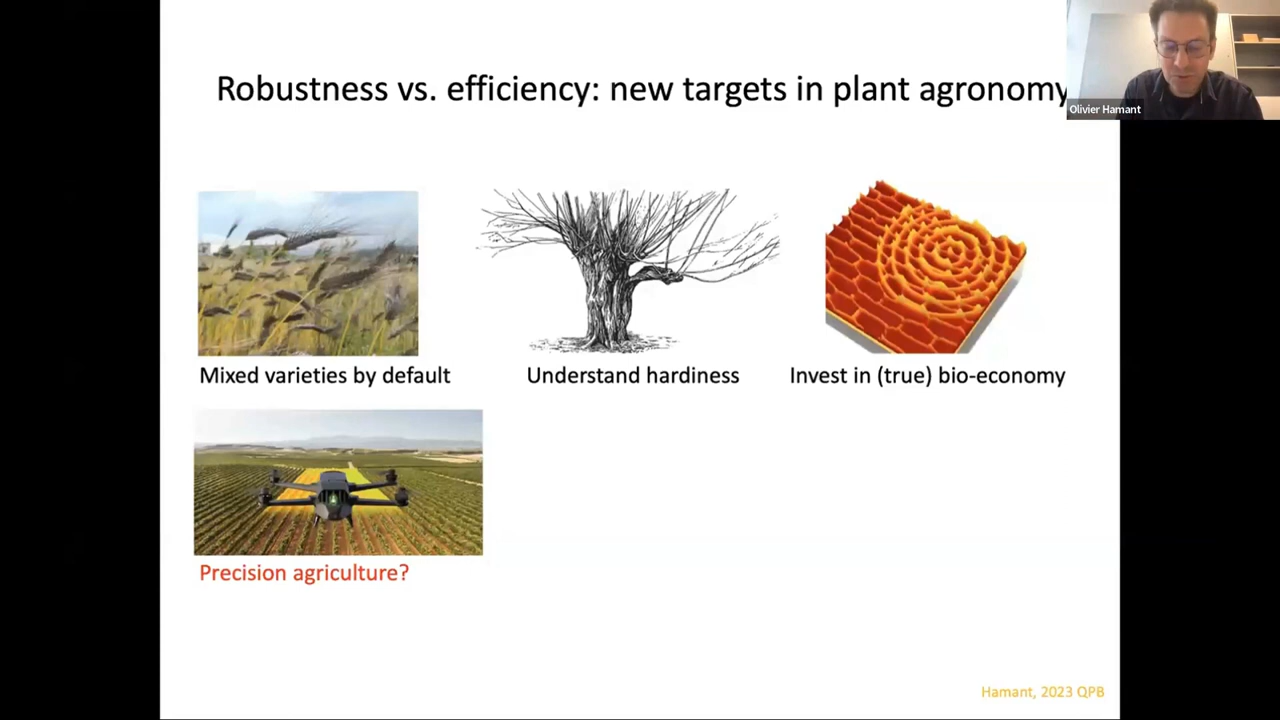 Robustness vs. efficiency: new targets in plant agronomy
Olivier Hamant
Mixed varieties by default
Understand hardiness
Invest in (true) bio-economy
Precision agriculture?
Hamant, 2023 QPB